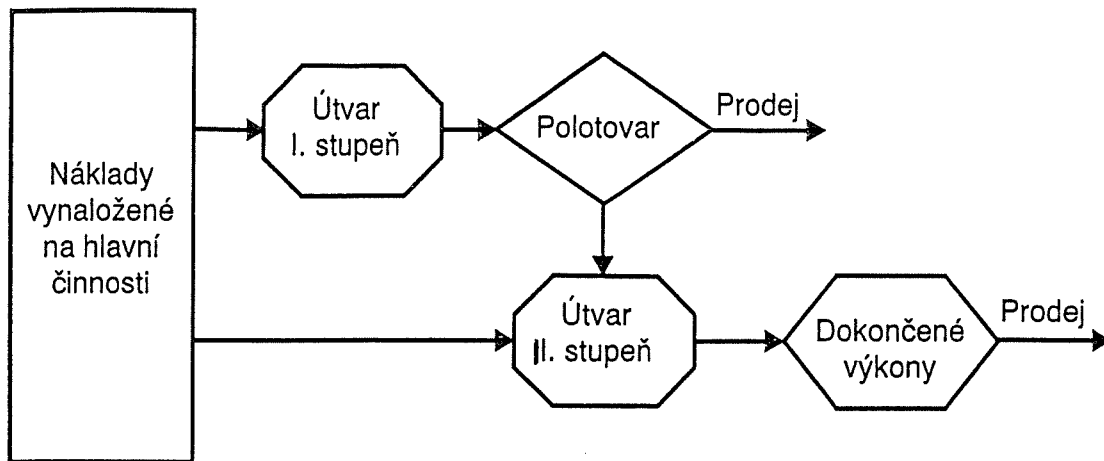 Náklady
vynaložené
na hlavní
činnosti
Útvar
I. stupeň
Polotovar
Prodej
Útvar
II. stupeň
Dokončené
výkony
Prodej